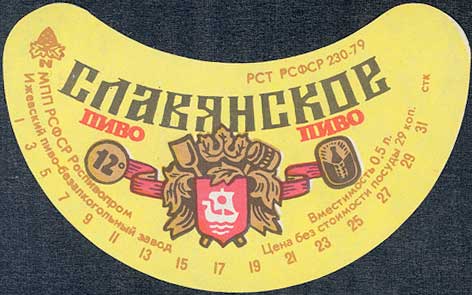 РСТ РСФСР 230-79
СЛАВЯНСКОЕ
ПИВО ПИВО
МПП РСФСР Роспивопром
Ижевский пиво-безалкогольный завод
12°
Вместимость 0,5 л.
Цена без стоимости посуды 29 коп.
стк
1 3 5 7 9 11 13 15 17 19 21 23 25 27 29 31